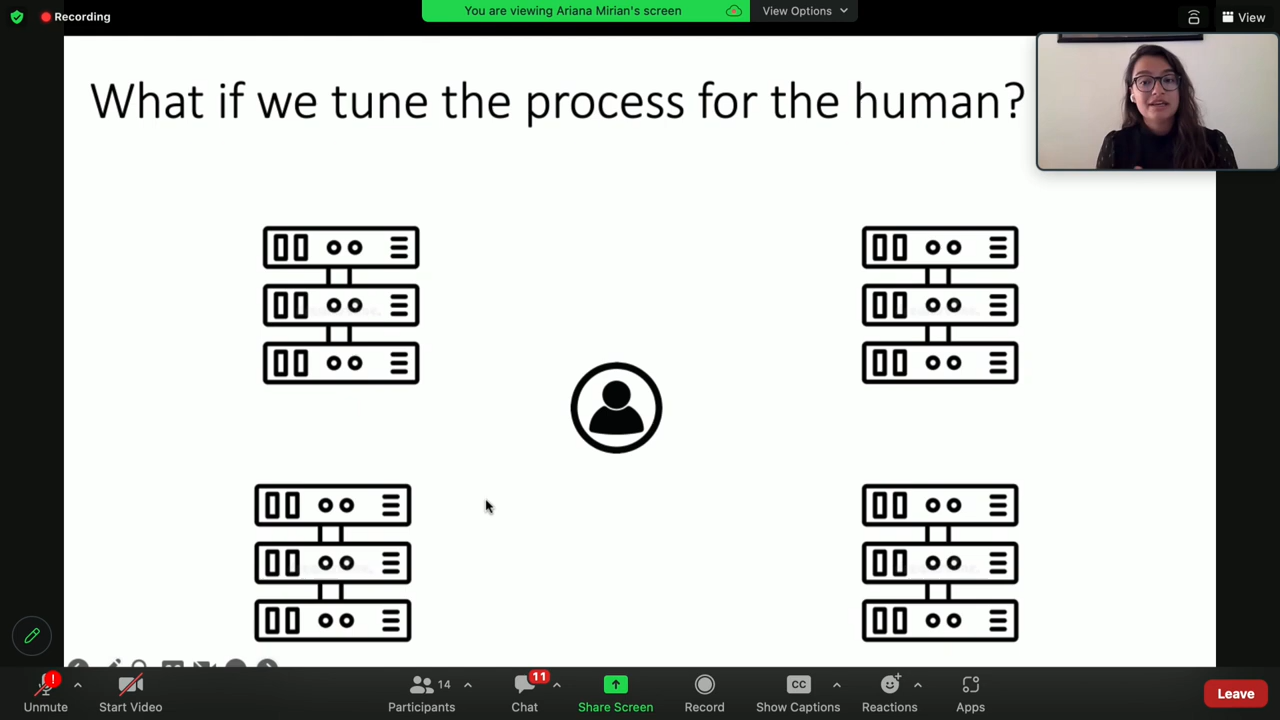 Recording
You are viewing Ariana Mirian's screen
View Options
View
What if we tune the process for the human?
Unmute
Start Video
14
Participants
11
Chat
Share Screen
Record
CC
Show Captions
Reactions
Apps
Leave